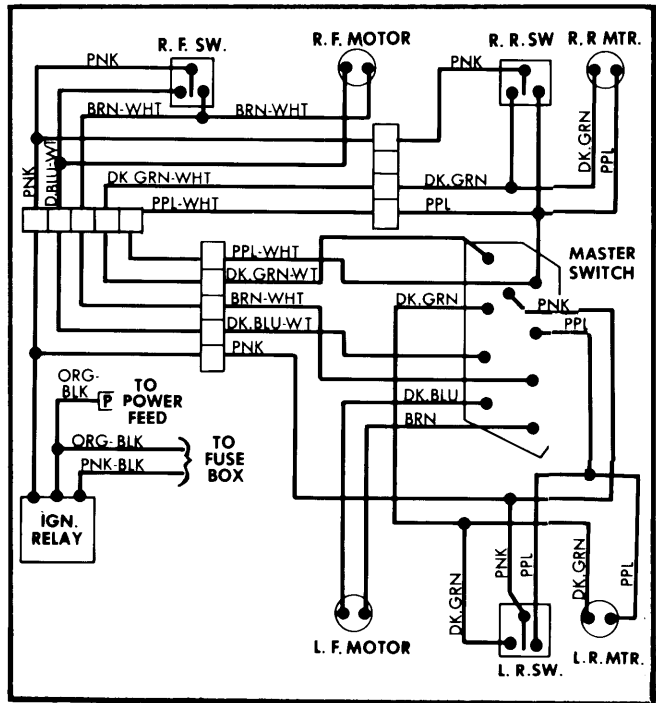 R. F. SW.
R. F. MOTOR
R. R. SW
R. R MTR.
PNK
PNK
BRN-WHT
BRN-WHT
PNK
D.BLU-WT
DK GRN-WHT
DK.GRN
DK.GRN
PPL
PPL-WHT
PPL
PPL-WHT
MASTER
SWITCH
DK.GRN-WT
DK.GRN
PNK
BRN-WHT
PPL
DK.BLU-WT
PNK
ORG-
BLK
P
TO
POWER
FEED
DK.BLU
BRN
ORG-BLK
PNK-BLK
TO
FUSE
BOX
IGN.
RELAY
DK.GRN
PNK
PPL
DK.GRN
PPL
L. F. MOTOR
L. R.SW.
L.R.MTR.